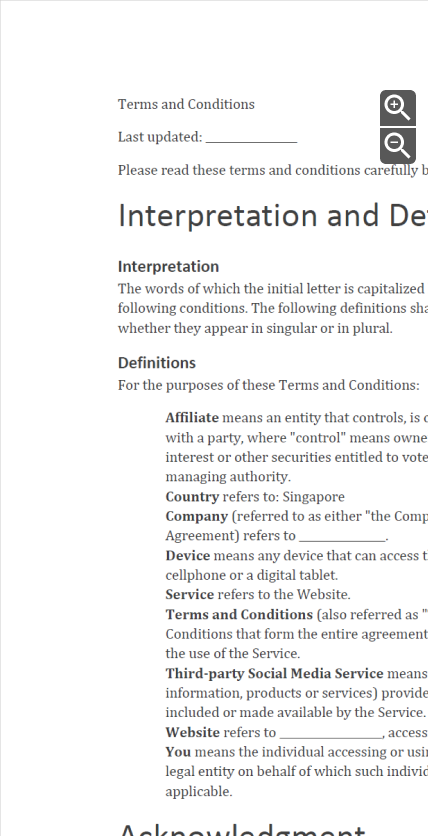 Terms and Conditions
Last updated: _______________
Please read these terms and conditions carefully b
Interpretation and De
Interpretation
The words of which the initial letter is capitalized
following conditions. The following definitions sha
whether they appear in singular or in plural.
Definitions
For the purposes of these Terms and Conditions:
Affiliate means an entity that controls, is c
with a party, where "control" means owne
interest or other securities entitled to vote
managing authority.
Country refers to: Singapore
Company (referred to as either "the Comp
Agreement) refers to ______________.
Device means any device that can access t
cellphone or a digital tablet.
Service refers to the Website.
Terms and Conditions (also referred as "
Conditions that form the entire agreement
the use of the Service.
Third-party Social Media Service means
information, products or services) provide
included or made available by the Service.
Website refers to _________________, access
You means the individual accessing or usi
legal entity on behalf of which such individ
applicable.
Acknowledgment